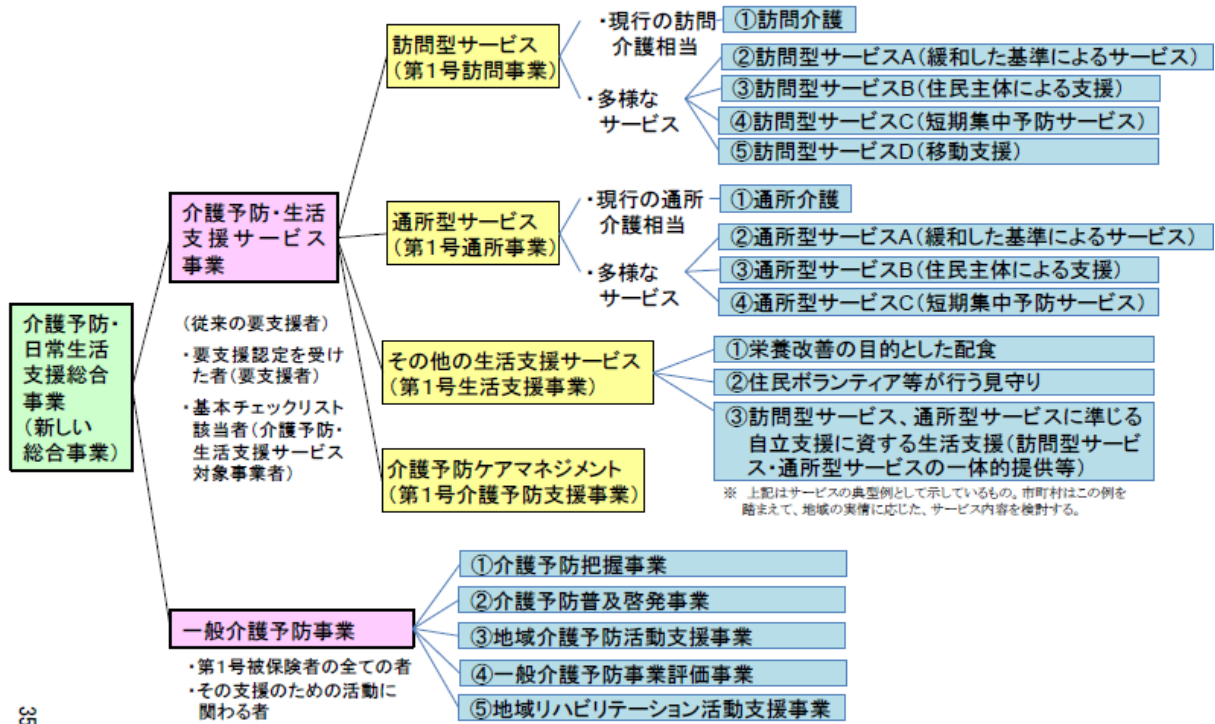 介護予防・
日常生活
支援総合
事業
(新しい
総合事業)
介護予防・生活
支援サービス
事業
(従来の要支援者)
・要支援認定を受け
た者(要支援者)
・基本チェックリスト
該当者(介護予防・
生活支援サービス
対象事業者)
訪問型サービス
(第1号訪問事業)
・現行の訪問
介護相当
①訪問介護
・多様な
サービス
②訪問型サービスA(緩和した基準によるサービス)
③訪問型サービスB(住民主体による支援)
④訪問型サービスC(短期集中予防サービス)
⑤訪問型サービスD(移動支援)
通所型サービス
(第1号通所事業)
・現行の通所
介護相当
①通所介護
・多様な
サービス
②通所型サービスA(緩和した基準によるサービス)
③通所型サービスB(住民主体による支援)
④通所型サービスC(短期集中予防サービス)
その他の生活支援サービス
(第1号生活支援事業)
①栄養改善の目的とした配食
②住民ボランティア等が行う見守り
③訪問型サービス、通所型サービスに準じる
自立支援に資する生活支援(訪問型サービ
ス・通所型サービスの一体的提供等)
※ 上記はサービスの典型例として示しているもの。市町村はこの例を
踏まえて、地域の実情に応じた、サービス内容を検討する。
介護予防ケアマネジメント
(第1号介護予防支援事業)
一般介護予防事業
・第1号被保険者の全ての者
・その支援のための活動に
関わる者
①介護予防把握事業
②介護予防普及啓発事業
③地域介護予防活動支援事業
④一般介護予防事業評価事業
⑤地域リハビリテーション活動支援事業
35